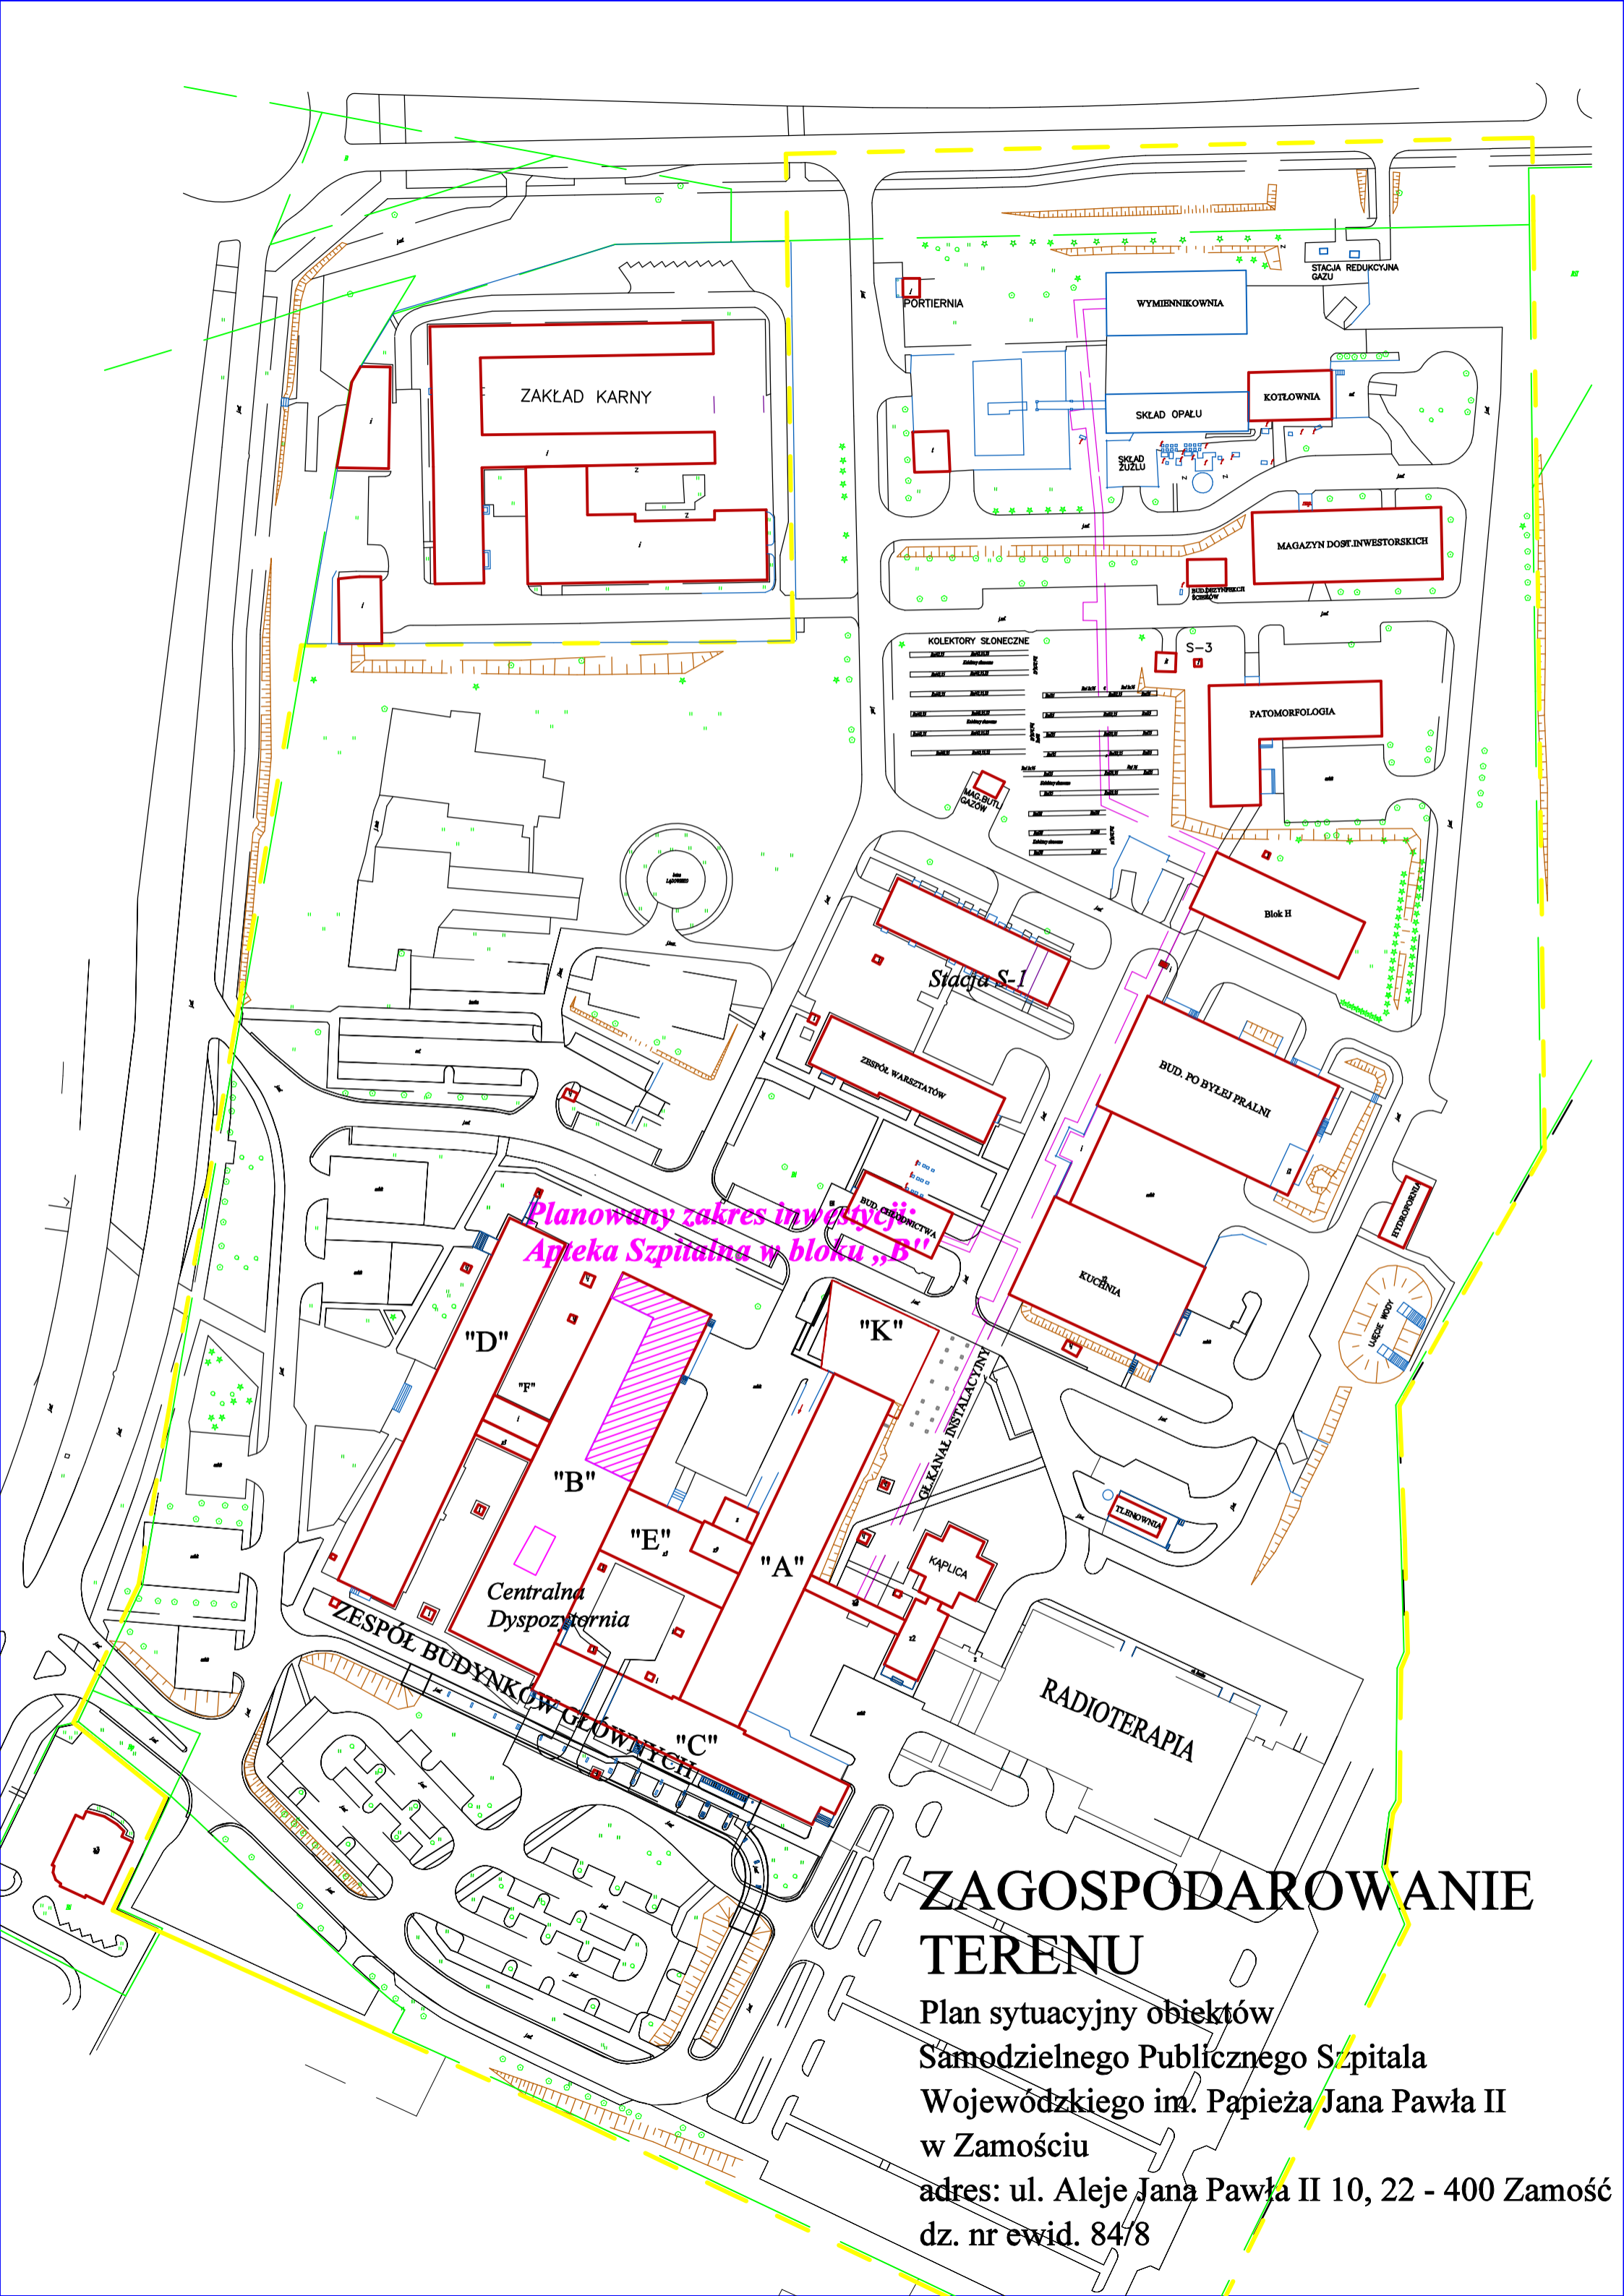 STACJA REDUKCYJNA
GAZU
PORTIERNIA
WYMIENNIKOWNIA
ZAKŁAD KARNY
KOTŁOWNIA
SKŁAD OPAŁU
SKŁAD
ŻUŻLU
MAGAZYN DOST.INWESTORSKICH
KOLEKTORY SŁONECZNE
S-3
PATOMORFOLOGIA
MAG.BUTL
GAZÓW
Blok H
Stacja S-1
ZESPÓŁ WARSZTATÓW
BUD. PO BYŁEJ PRALNI
BUD. CHŁODNICTWA
HYDROFORNIA
Planowany zakres inwestycji:
Apteka Szpitalna w bloku ,,B"
KUCHNIA
UJĘCIE WODY
"K"
"D"
"F"
GŁ.KANAŁ INSTALACYJNY
"B"
"E"
"A"
TLENOWNIA
KAPLICA
Centralna
Dyspozytornia
ZESPÓŁ BUDYNKÓW GŁÓWNYCH
RADIOTERAPIA
"C"
ZAGOSPODAROWANIE
TERENU
Plan sytuacyjny obiektów
Samodzielnego Publicznego Szpitala
Wojewódzkiego im. Papieża Jana Pawła II
w Zamościu
adres: ul. Aleje Jana Pawła II 10, 22 - 400 Zamość
dz. nr ewid. 84/8